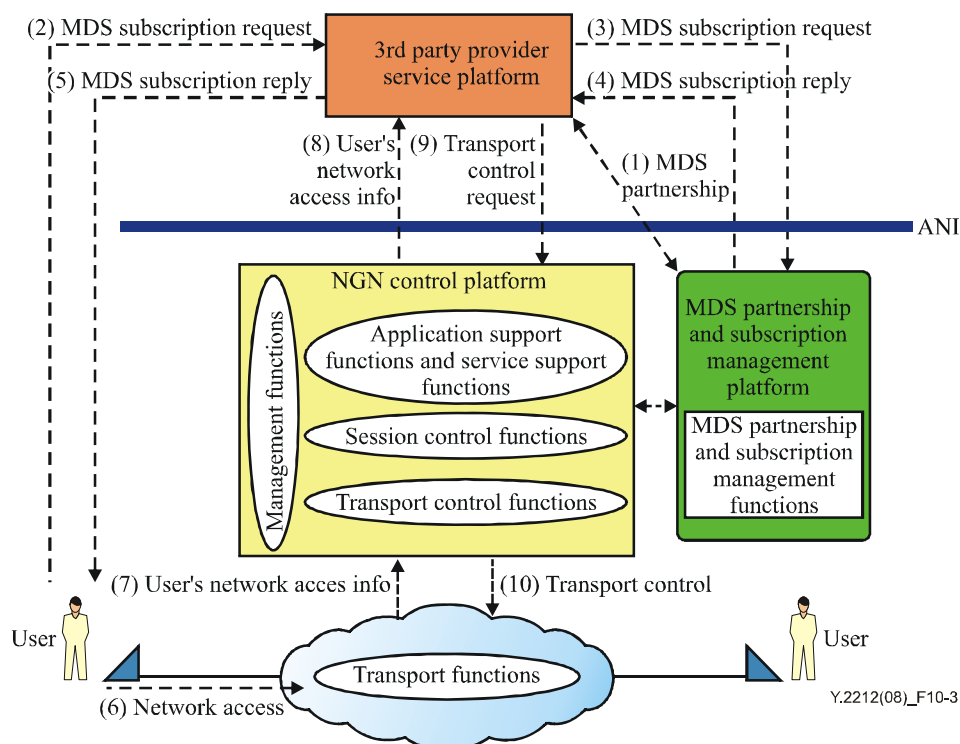 (2) MDS subscription request
(3) MDS subscription request
3rd party provider
service platform
(5) MDS subscription reply
(4) MDS subscription reply
(8) User's
network
access info
(9) Transport
control
request
(1) MDS
partnership
ANI
NGN control platform
Management functions
Application support
functions and service support
functions
Session control functions
Transport control functions
MDS partnership
and subscription
management
platform
MDS partnership
and subscription
management
functions
(7) User's network acces info
(10) Transport control
User
User
Transport functions
(6) Network access
Y.2212(08)_F10-3